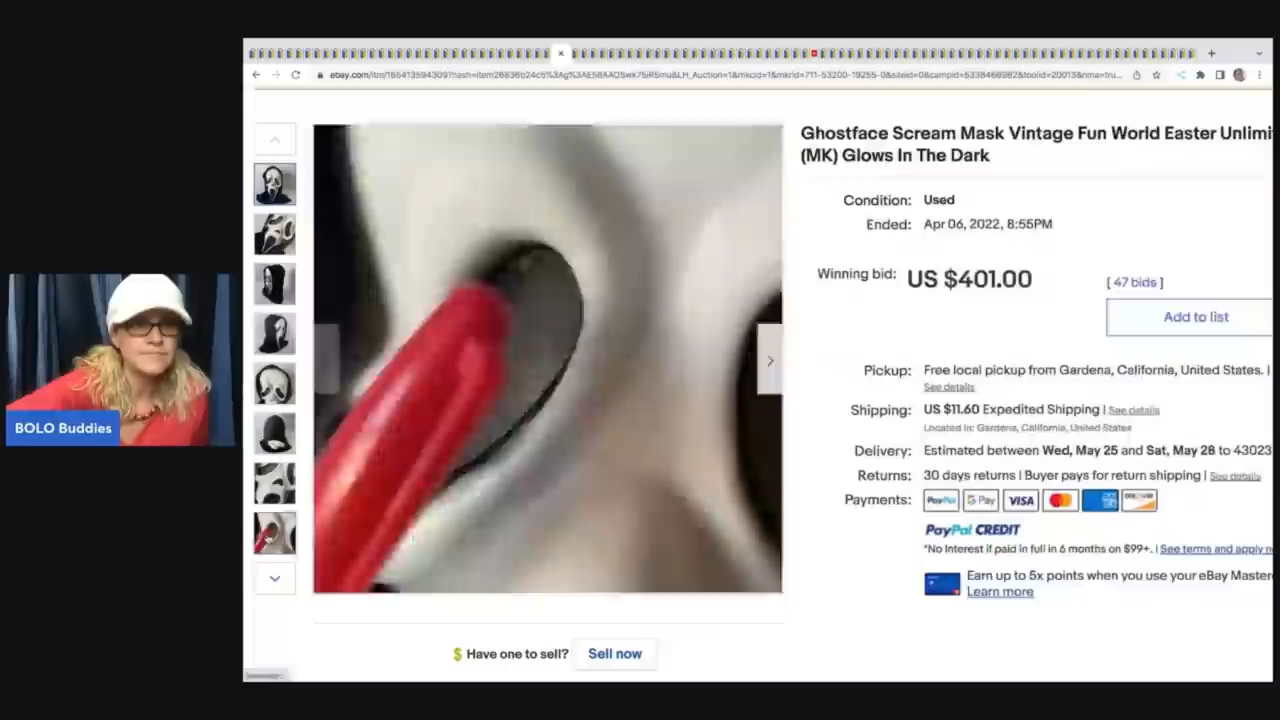 Ghostface Scream Mask Vintage Fun World Easter Unlimi
(MK) Glows In The Dark
Condition: Used
Ended: Apr 06, 2022, 8:55PM
Winning bid: US $401.00 [ 47 bids ]
Add to list
Pickup: Free local pickup from Gardena, California, United States. |
See details
Shipping: US $11.60 Expedited Shipping | See details
Located in: Gardena, California, United States
Delivery: Estimated between Wed, May 25 and Sat, May 28 to 43023
Returns: 30 days returns | Buyer pays for return shipping | See details
Payments: PayPal G Pay VISA DISCOVER
PayPal CREDIT
*No Interest if paid in full in 6 months on $99+. | See terms and apply n
Earn up to 5x points when you use your eBay Master
Learn more
BOLO Buddies
$ Have one to sell? Sell now